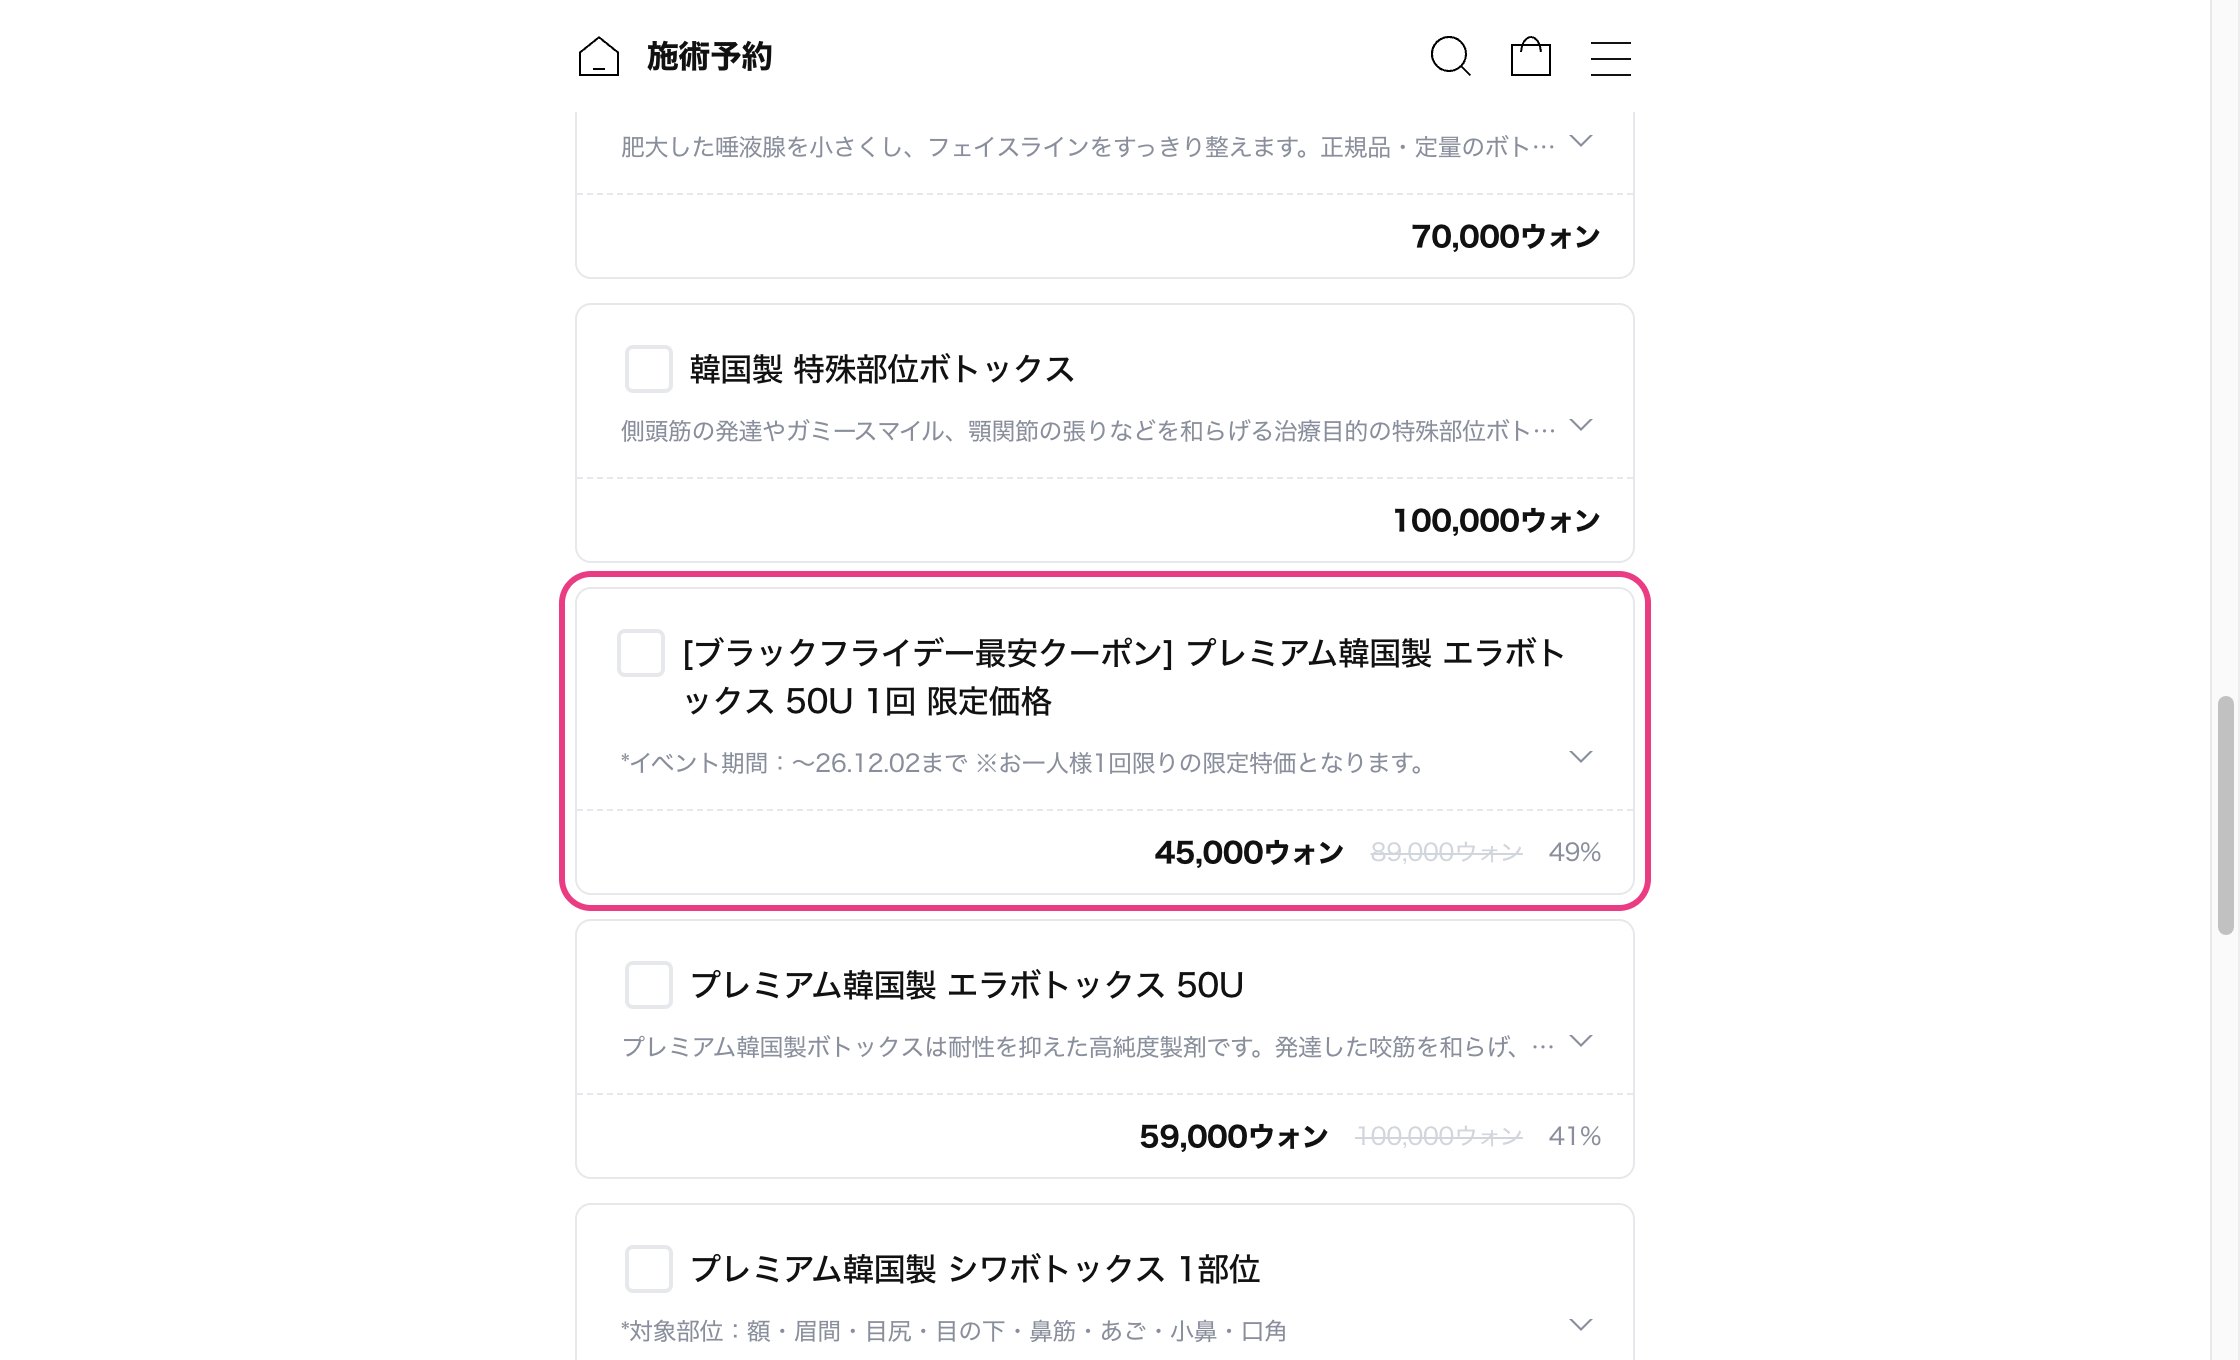 施術予約
肥大した唾液腺を小さくし、フェイスラインをすっきり整えます。正規品・定量のボト…
70,000ウォン
韓国製 特殊部位ボトックス
側頭筋の発達やガミースマイル、顎関節の張りなどを和らげる治療目的の特殊部位ボト…
100,000ウォン
[ブラックフライデー最安クーポン] プレミアム韓国製 エラボト
ックス 50U 1回 限定価格
*イベント期間：〜26.12.02まで ※お一人様1回限りの限定特価となります。
45,000ウォン 89,000ウォン 49%
プレミアム韓国製 エラボトックス 50U
プレミアム韓国製ボトックスは耐性を抑えた高純度製剤です。発達した咬筋を和らげ、…
59,000ウォン 100,000ウォン 41%
プレミアム韓国製 シワボトックス 1部位
*対象部位：額・眉間・目尻・目の下・鼻筋・あご・小鼻・口角